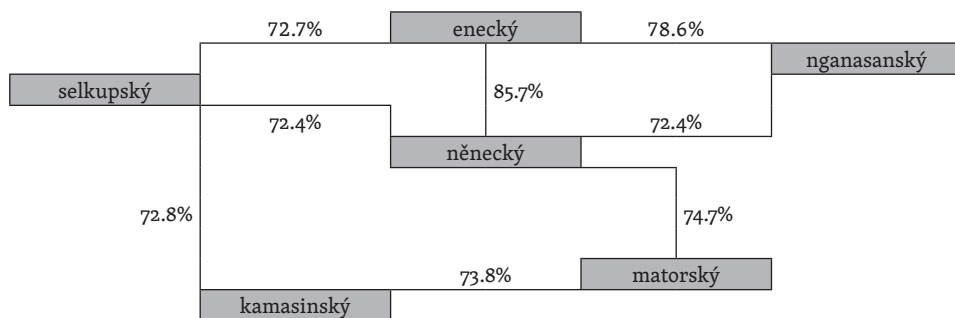 72.7% enecký 78.6%
nganasanský
selkupský
85.7%
72.4% 72.4%
něnecký
72.8% 74.7%
73.8% matorský
kamasinský